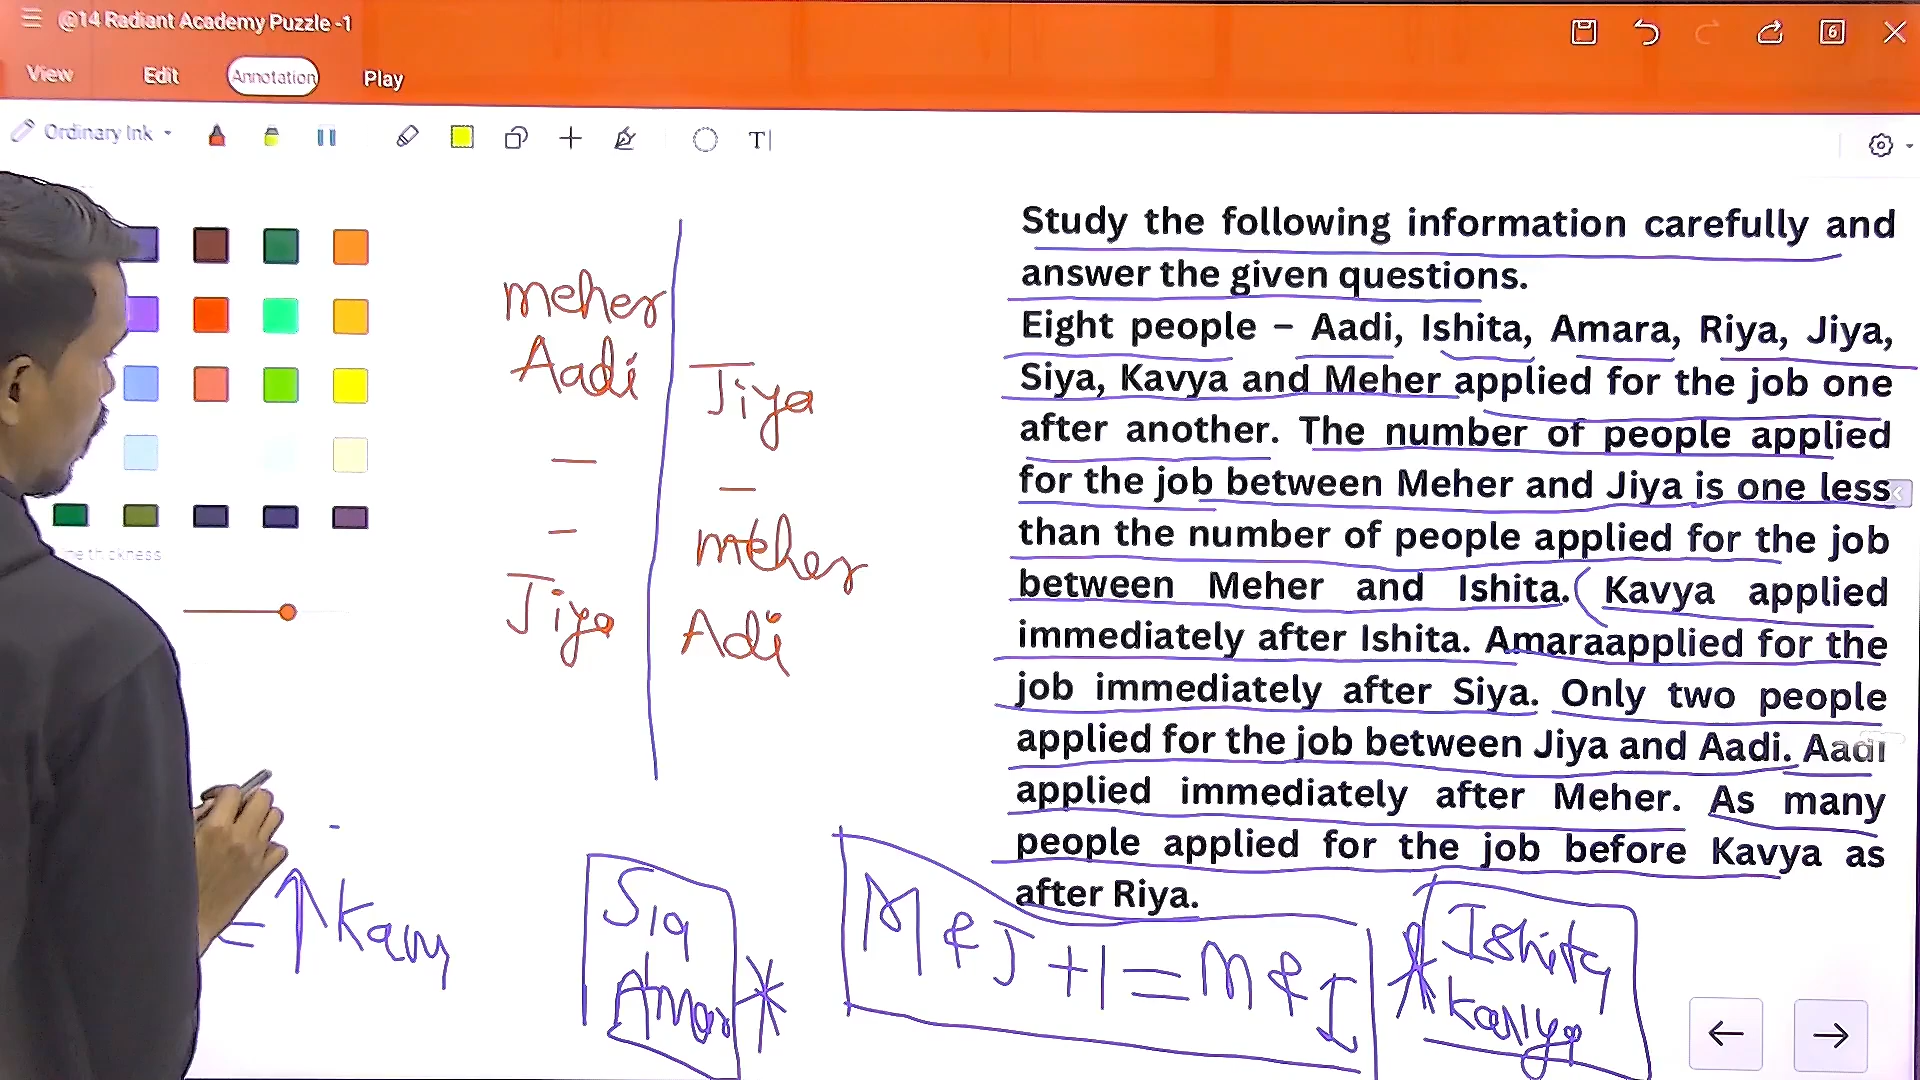 @14 Radiant Academy Puzzle -1
6
View Edit Annotation Play
Ordinary Ink
T|
Study the following information carefully and
answer the given questions.
Eight people – Aadi, Ishita, Amara, Riya, Jiya,
Siya, Kavya and Meher applied for the job one
after another. The number of people applied
for the job between Meher and Jiya is one less
than the number of people applied for the job
between Meher and Ishita. Kavya applied
immediately after Ishita. Amaraapplied for the
job immediately after Siya. Only two people
applied for the job between Jiya and Aadi. Aadi
applied immediately after Meher. As many
people applied for the job before Kavya as
after Riya.
meher
Aadi
—
—
Jiya
Jiya
—
meher
Adi
thickness
= ↑ Kavy
Siq
Amar *
M & J + 1 = M & I
* Ishita
Kavya
← →